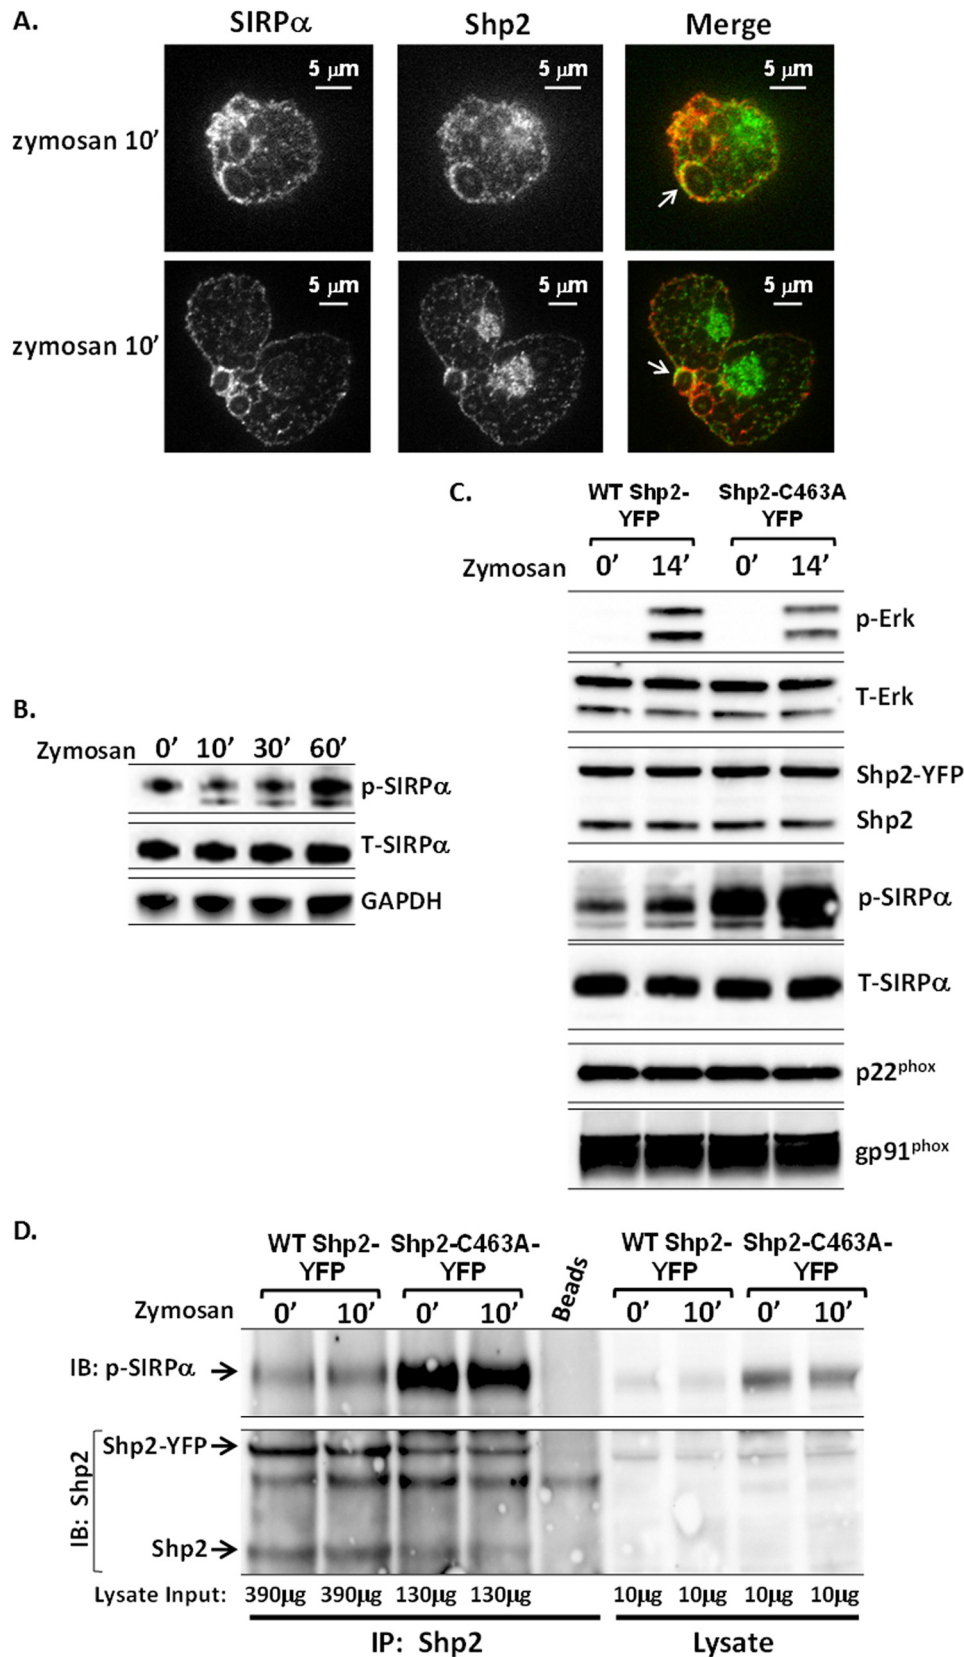 A.
SIRPα Shp2 Merge
zymosan 10' 5 μm 5 μm 5 μm
zymosan 10' 5 μm 5 μm 5 μm
C.
WT Shp2- Shp2-C463A
YFP YFP
Zymosan 0' 14' 0' 14'
p-Erk
T-Erk
Shp2-YFP
Shp2
p-SIRPα
T-SIRPα
p22phox
gp91phox
B.
Zymosan 0' 10' 30' 60'
p-SIRPα
T-SIRPα
GAPDH
D.
WT Shp2- Shp2-C463A- WT Shp2- Shp2-C463A-
YFP YFP Beads YFP YFP
Zymosan 0' 10' 0' 10' 0' 10' 0' 10'
IB: p-SIRPα
IB: Shp2
Shp2-YFP
Shp2
Lysate Input: 390μg 390μg 130μg 130μg 10μg 10μg 10μg 10μg
IP: Shp2 Lysate